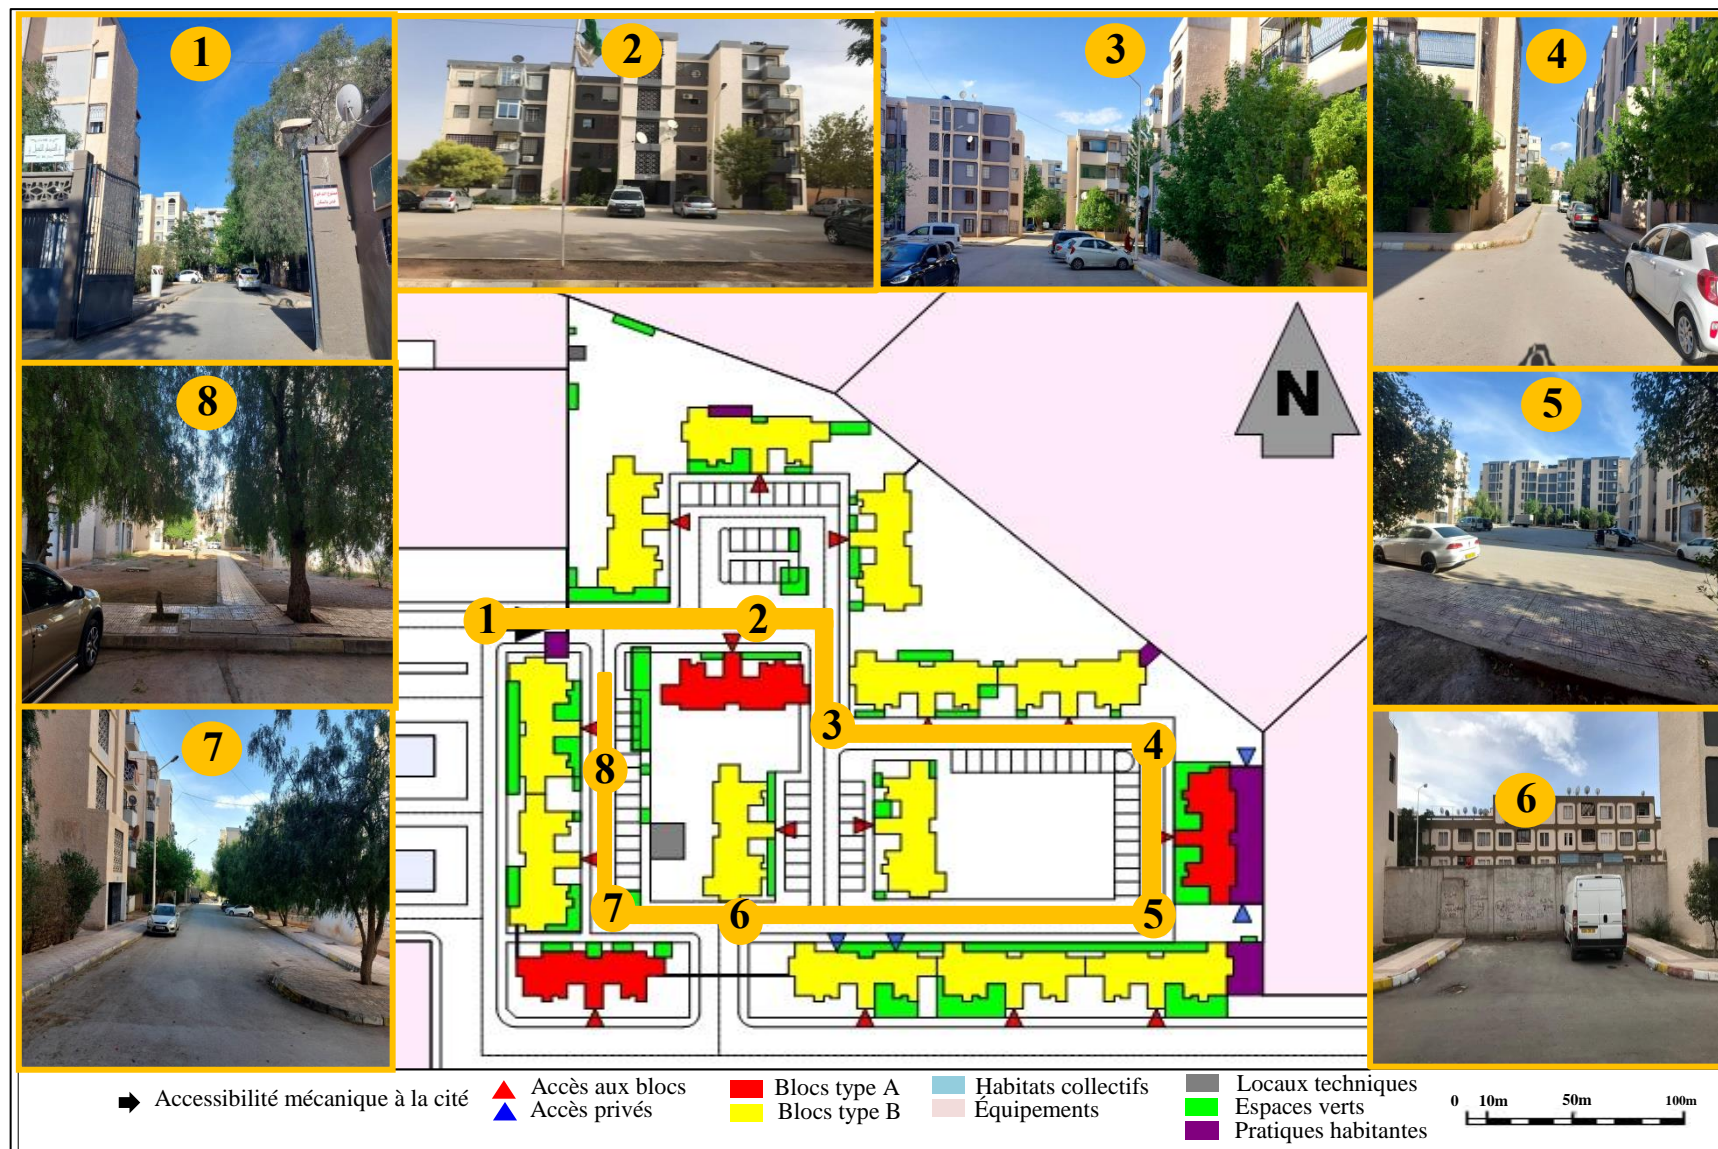 1
2
3
4
8
5
7
6
N
1
2
3
4
8
7
6
5
Accessibilité mécanique à la cité
Accès aux blocs
Accès privés
Blocs type A
Blocs type B
Habitats collectifs
Équipements
Locaux techniques
Espaces verts
Pratiques habitantes
0 10m 50m 100m